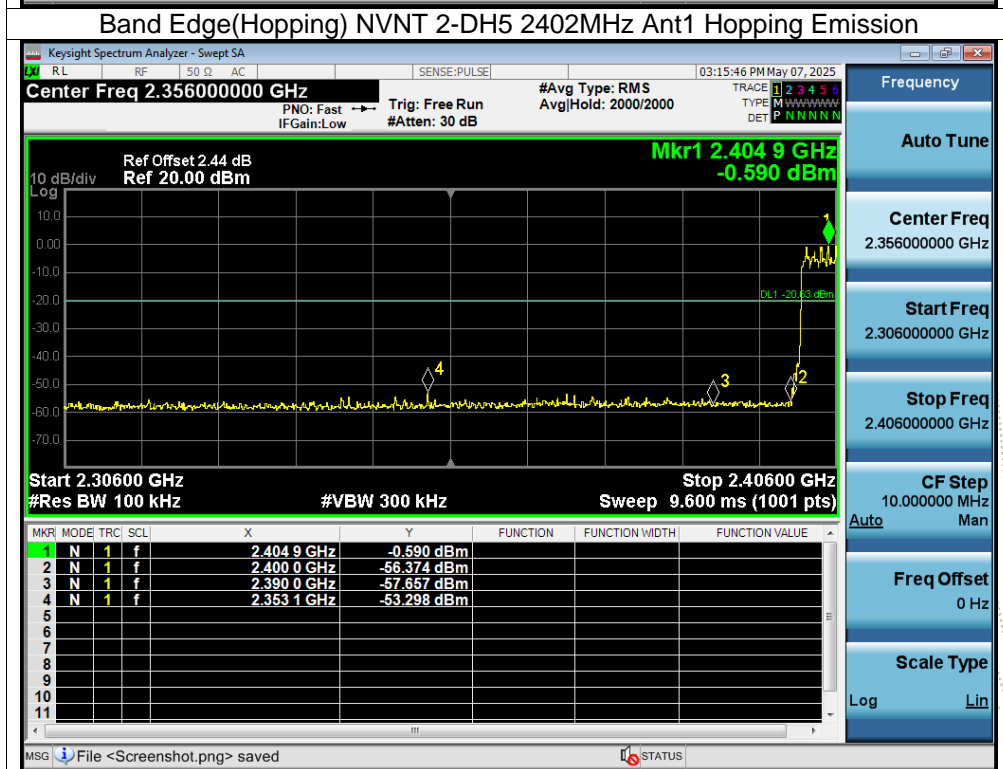 Band Edge(Hopping) NVNT 2-DH5 2402MHz Ant1 Hopping Emission
Keysight Spectrum Analyzer - Swept SA
LXI RL RF 50 Ω AC SENSE:PULSE 03:15:46 PM May 07, 2025
Center Freq 2.356000000 GHz #Avg Type: RMS TRACE 1 2 3 4 5 6
PNO: Fast Trig: Free Run Avg|Hold: 2000/2000 TYPE M WWWWW
IFGain:Low #Atten: 30 dB DET P N N N N N
Mkr1 2.404 9 GHz
Ref Offset 2.44 dB
10 dB/div Ref 20.00 dBm -0.590 dBm
Log
10.0
1
0.00
-10.0
-20.0
DL1 -20.63 dBm
-30.0
-40.0
4
3
2
-50.0
-60.0
-70.0
Start 2.30600 GHz Stop 2.40600 GHz
#Res BW 100 kHz #VBW 300 kHz Sweep 9.600 ms (1001 pts)
MKR MODE TRC SCL X Y FUNCTION FUNCTION WIDTH FUNCTION VALUE
1 N 1 f 2.404 9 GHz -0.590 dBm
2 N 1 f 2.400 0 GHz -56.374 dBm
3 N 1 f 2.390 0 GHz -57.657 dBm
4 N 1 f 2.353 1 GHz -53.298 dBm
5
6
7
8
9
10
11
MSG File <Screenshot.png> saved STATUS
Frequency
Auto Tune
Center Freq
2.356000000 GHz
Start Freq
2.306000000 GHz
Stop Freq
2.406000000 GHz
CF Step
10.000000 MHz
Auto Man
Freq Offset
0 Hz
Scale Type
Log Lin